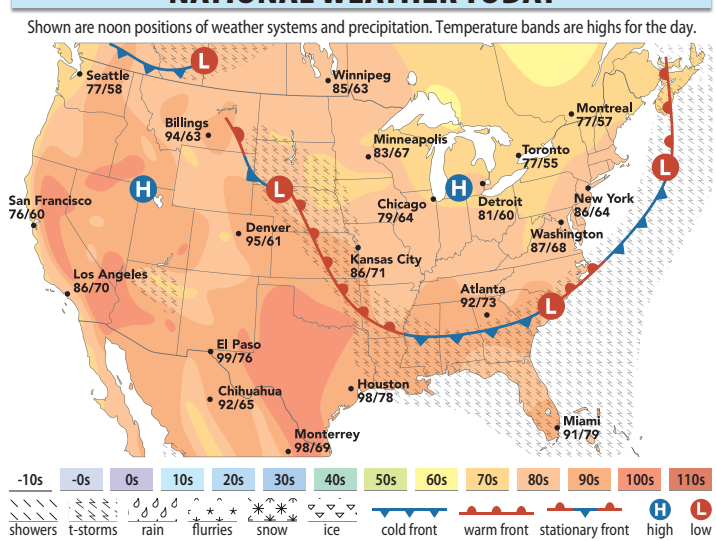 NATIONAL WEATHER TODAY
Shown are noon positions of weather systems and precipitation. Temperature bands are highs for the day.
L
Seattle
77/58
Winnipeg
85/63
Billings
94/63
Montreal
77/57
Minneapolis
83/67
Toronto
77/55
L
H
L
H
San Francisco
76/60
Chicago
79/64
Detroit
81/60
New York
86/64
Denver
95/61
Washington
87/68
Kansas City
86/71
Los Angeles
86/70
Atlanta
92/73
L
El Paso
99/76
Chihuahua
92/65
Houston
98/78
Miami
91/79
Monterrey
98/69
-10s -0s 0s 10s 20s 30s 40s 50s 60s 70s 80s 90s 100s 110s
H L
showers t-storms rain flurries snow ice cold front warm front stationary front high low